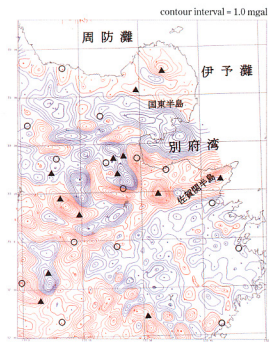 contour interval = 1.0 mgal
周防灘
伊予灘
国東半島
別府湾
佐賀関半島